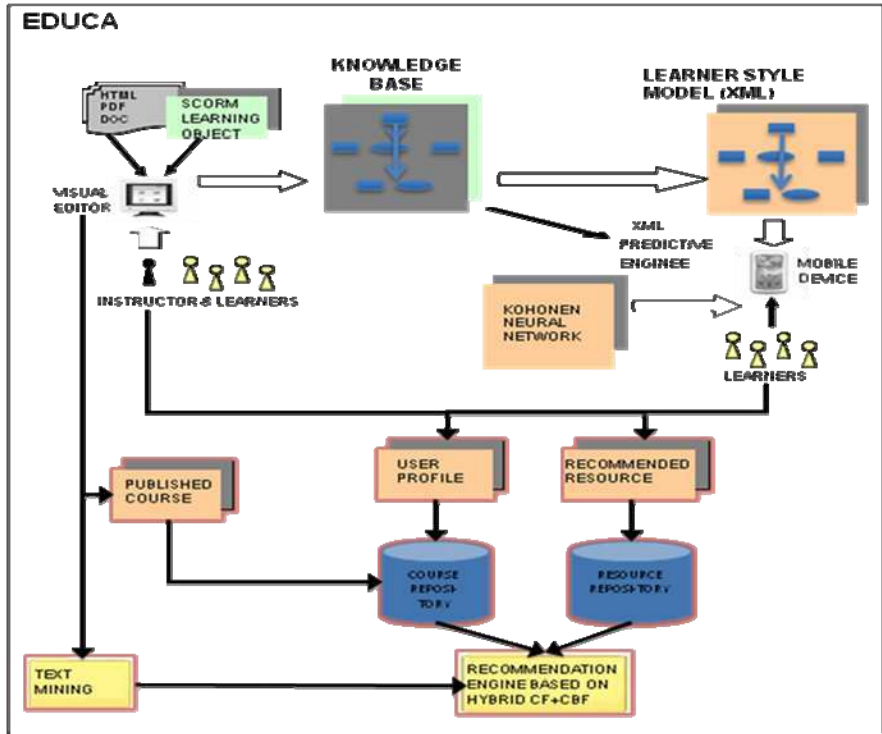 EDUCA
HTML
PDF
DOC
SCORM
LEARNING
OBJECT
KNOWLEDGE
BASE
LEARNER STYLE
MODEL (XML)
VISUAL
EDITOR
XML
PREDICTIVE
ENGINEE
MOBILE
DEVICE
INSTRUCTOR & LEARNERS
KOHONEN
NEURAL
NETWORK
LEARNERS
PUBLISHED
COURSE
USER
PROFILE
RECOMMENDED
RESOURCE
COURSE
REPOSI-
TORY
RESOURCE
REPOSITORY
TEXT
MINING
RECOMMENDATION
ENGINE BASED ON
HYBRID CF+CBF